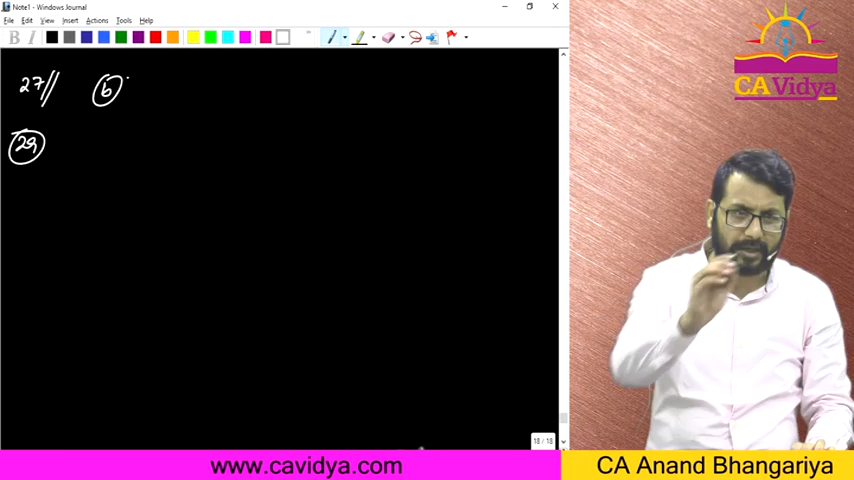 Note1 - Windows Journal
File Edit View Insert Actions Tools Help
B I
27// b
29
18 / 18
CA Vidya
www.cavidya.com
CA Anand Bhangariya